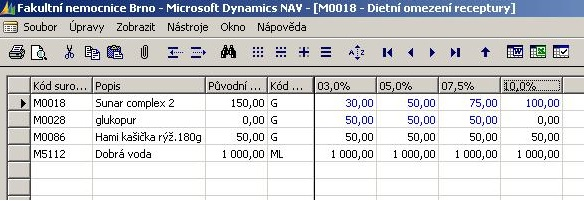 Fakultní nemocnice Brno - Microsoft Dynamics NAV - [M0018 - Dietní omezení receptury]
Soubor Úpravy Zobrazit Nástroje Okno Nápověda
Kód suro... Popis Původní ... Kód ... 03,0% 05,0% 07,5% 10,0%
M0018 Sunar complex 2 150,00 G 30,00 50,00 75,00 100,00
M0028 glukopur 0,00 G 50,00 50,00 50,00 0,00
M0086 Hami kašička rýž.180g 50,00 G 50,00 50,00 50,00 50,00
M5112 Dobrá voda 1 000,00 ML 1 000,00 1 000,00 1 000,00 1 000,00